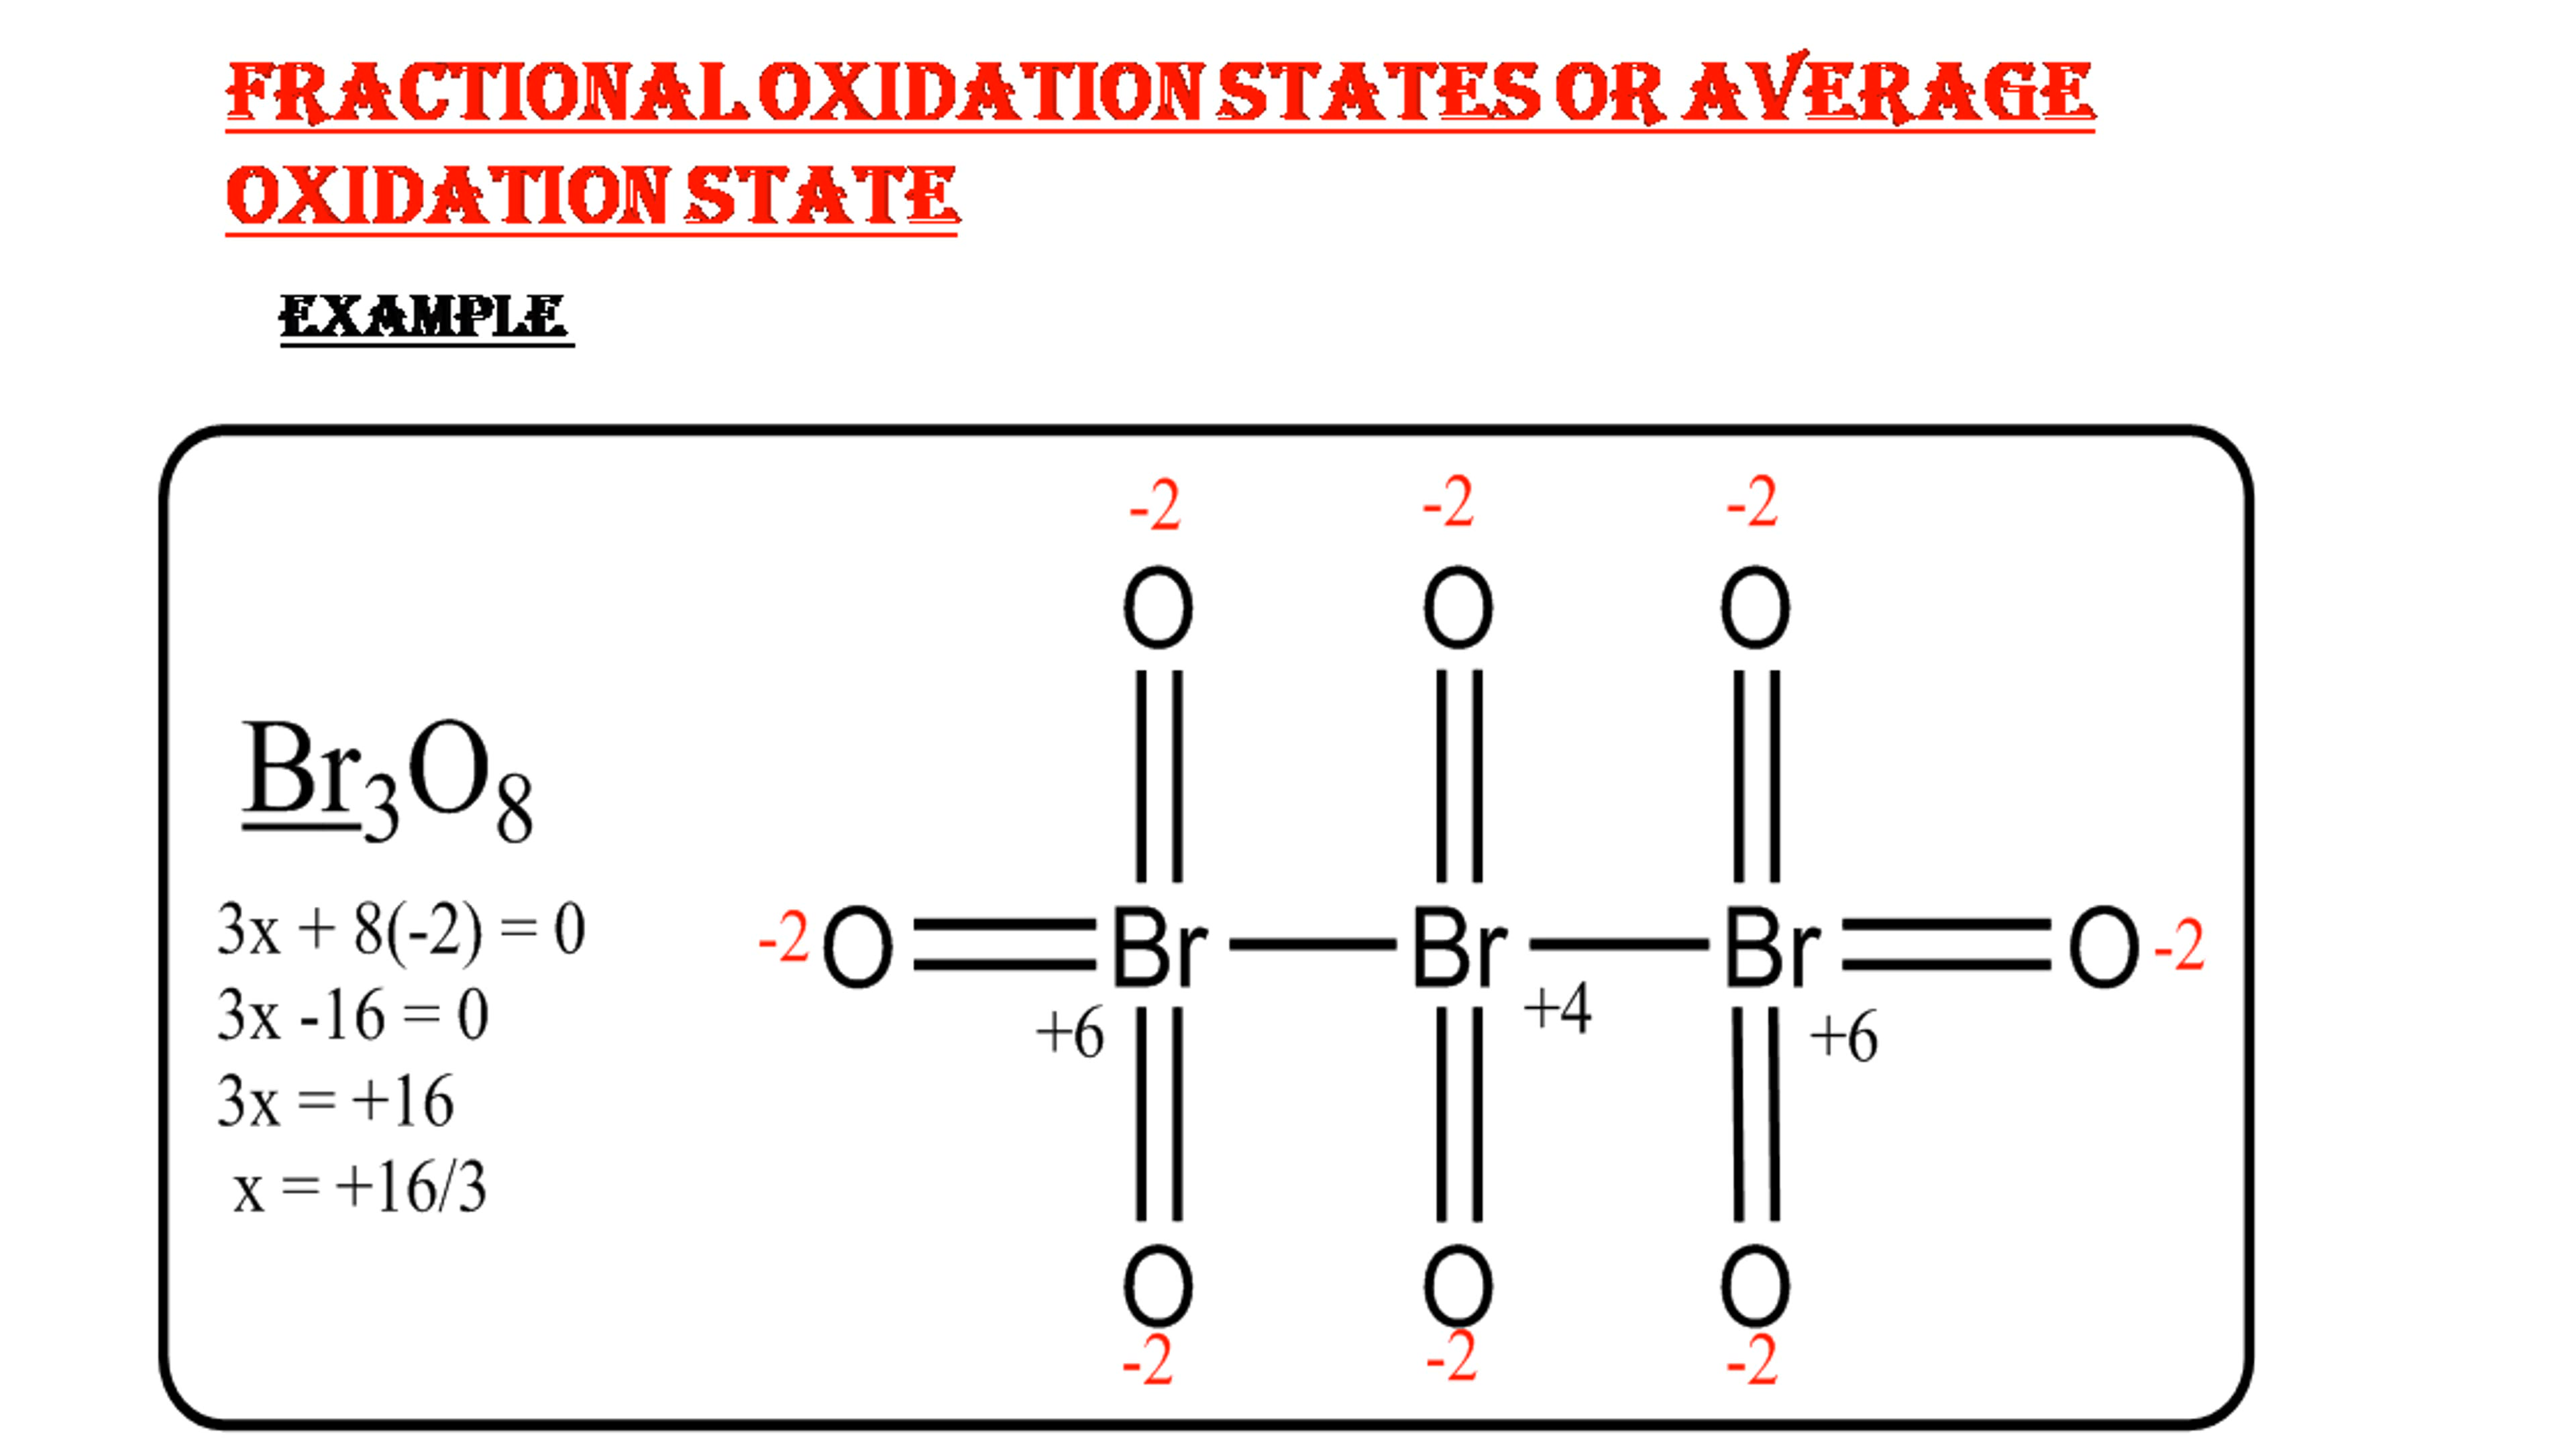 FRACTIONAL OXIDATION STATES OR AVERAGE
OXIDATION STATE
EXAMPLE
-2 -2 -2
O O O
Br₃O₈
3x + 8(-2) = 0
3x -16 = 0
3x = +16
x = +16/3
-2 O Br Br Br O -2
+6 +4 +6
O O O
-2 -2 -2